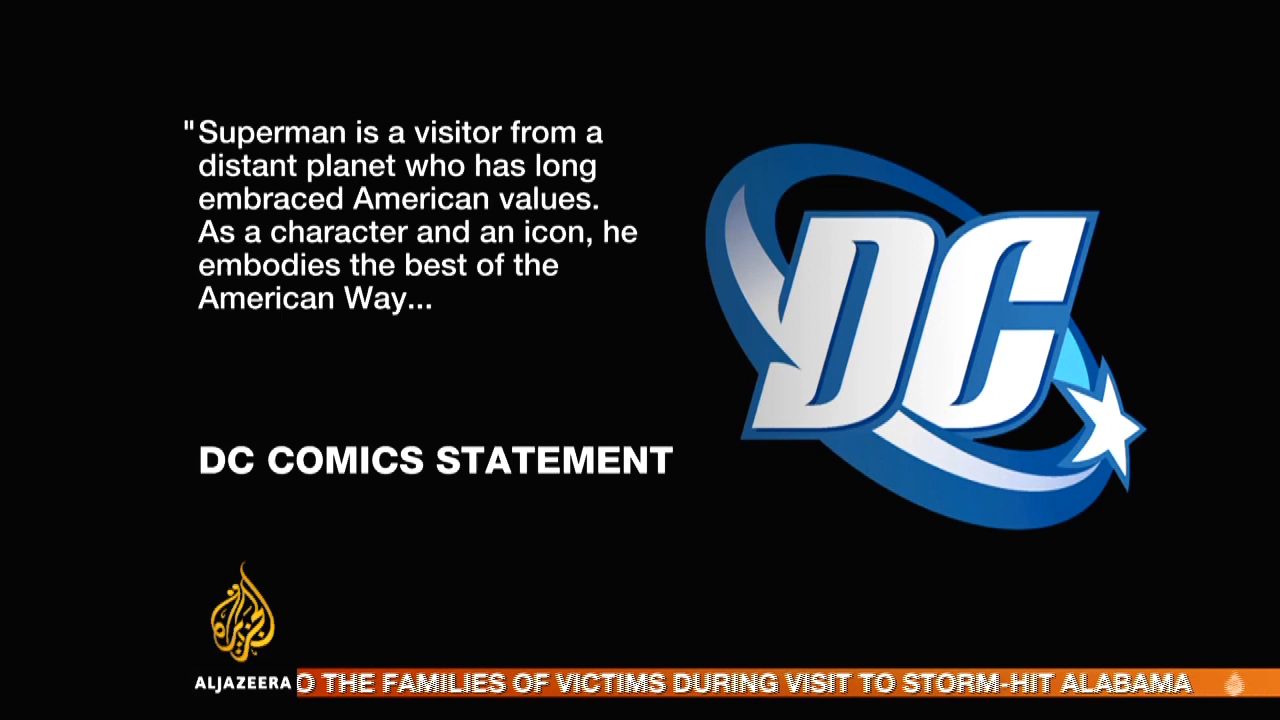 "Superman is a visitor from a
distant planet who has long
embraced American values.
As a character and an icon, he
embodies the best of the
American Way...
DC
DC COMICS STATEMENT
الجزيرة
ALJAZEERA
O THE FAMILIES OF VICTIMS DURING VISIT TO STORM-HIT ALABAMA